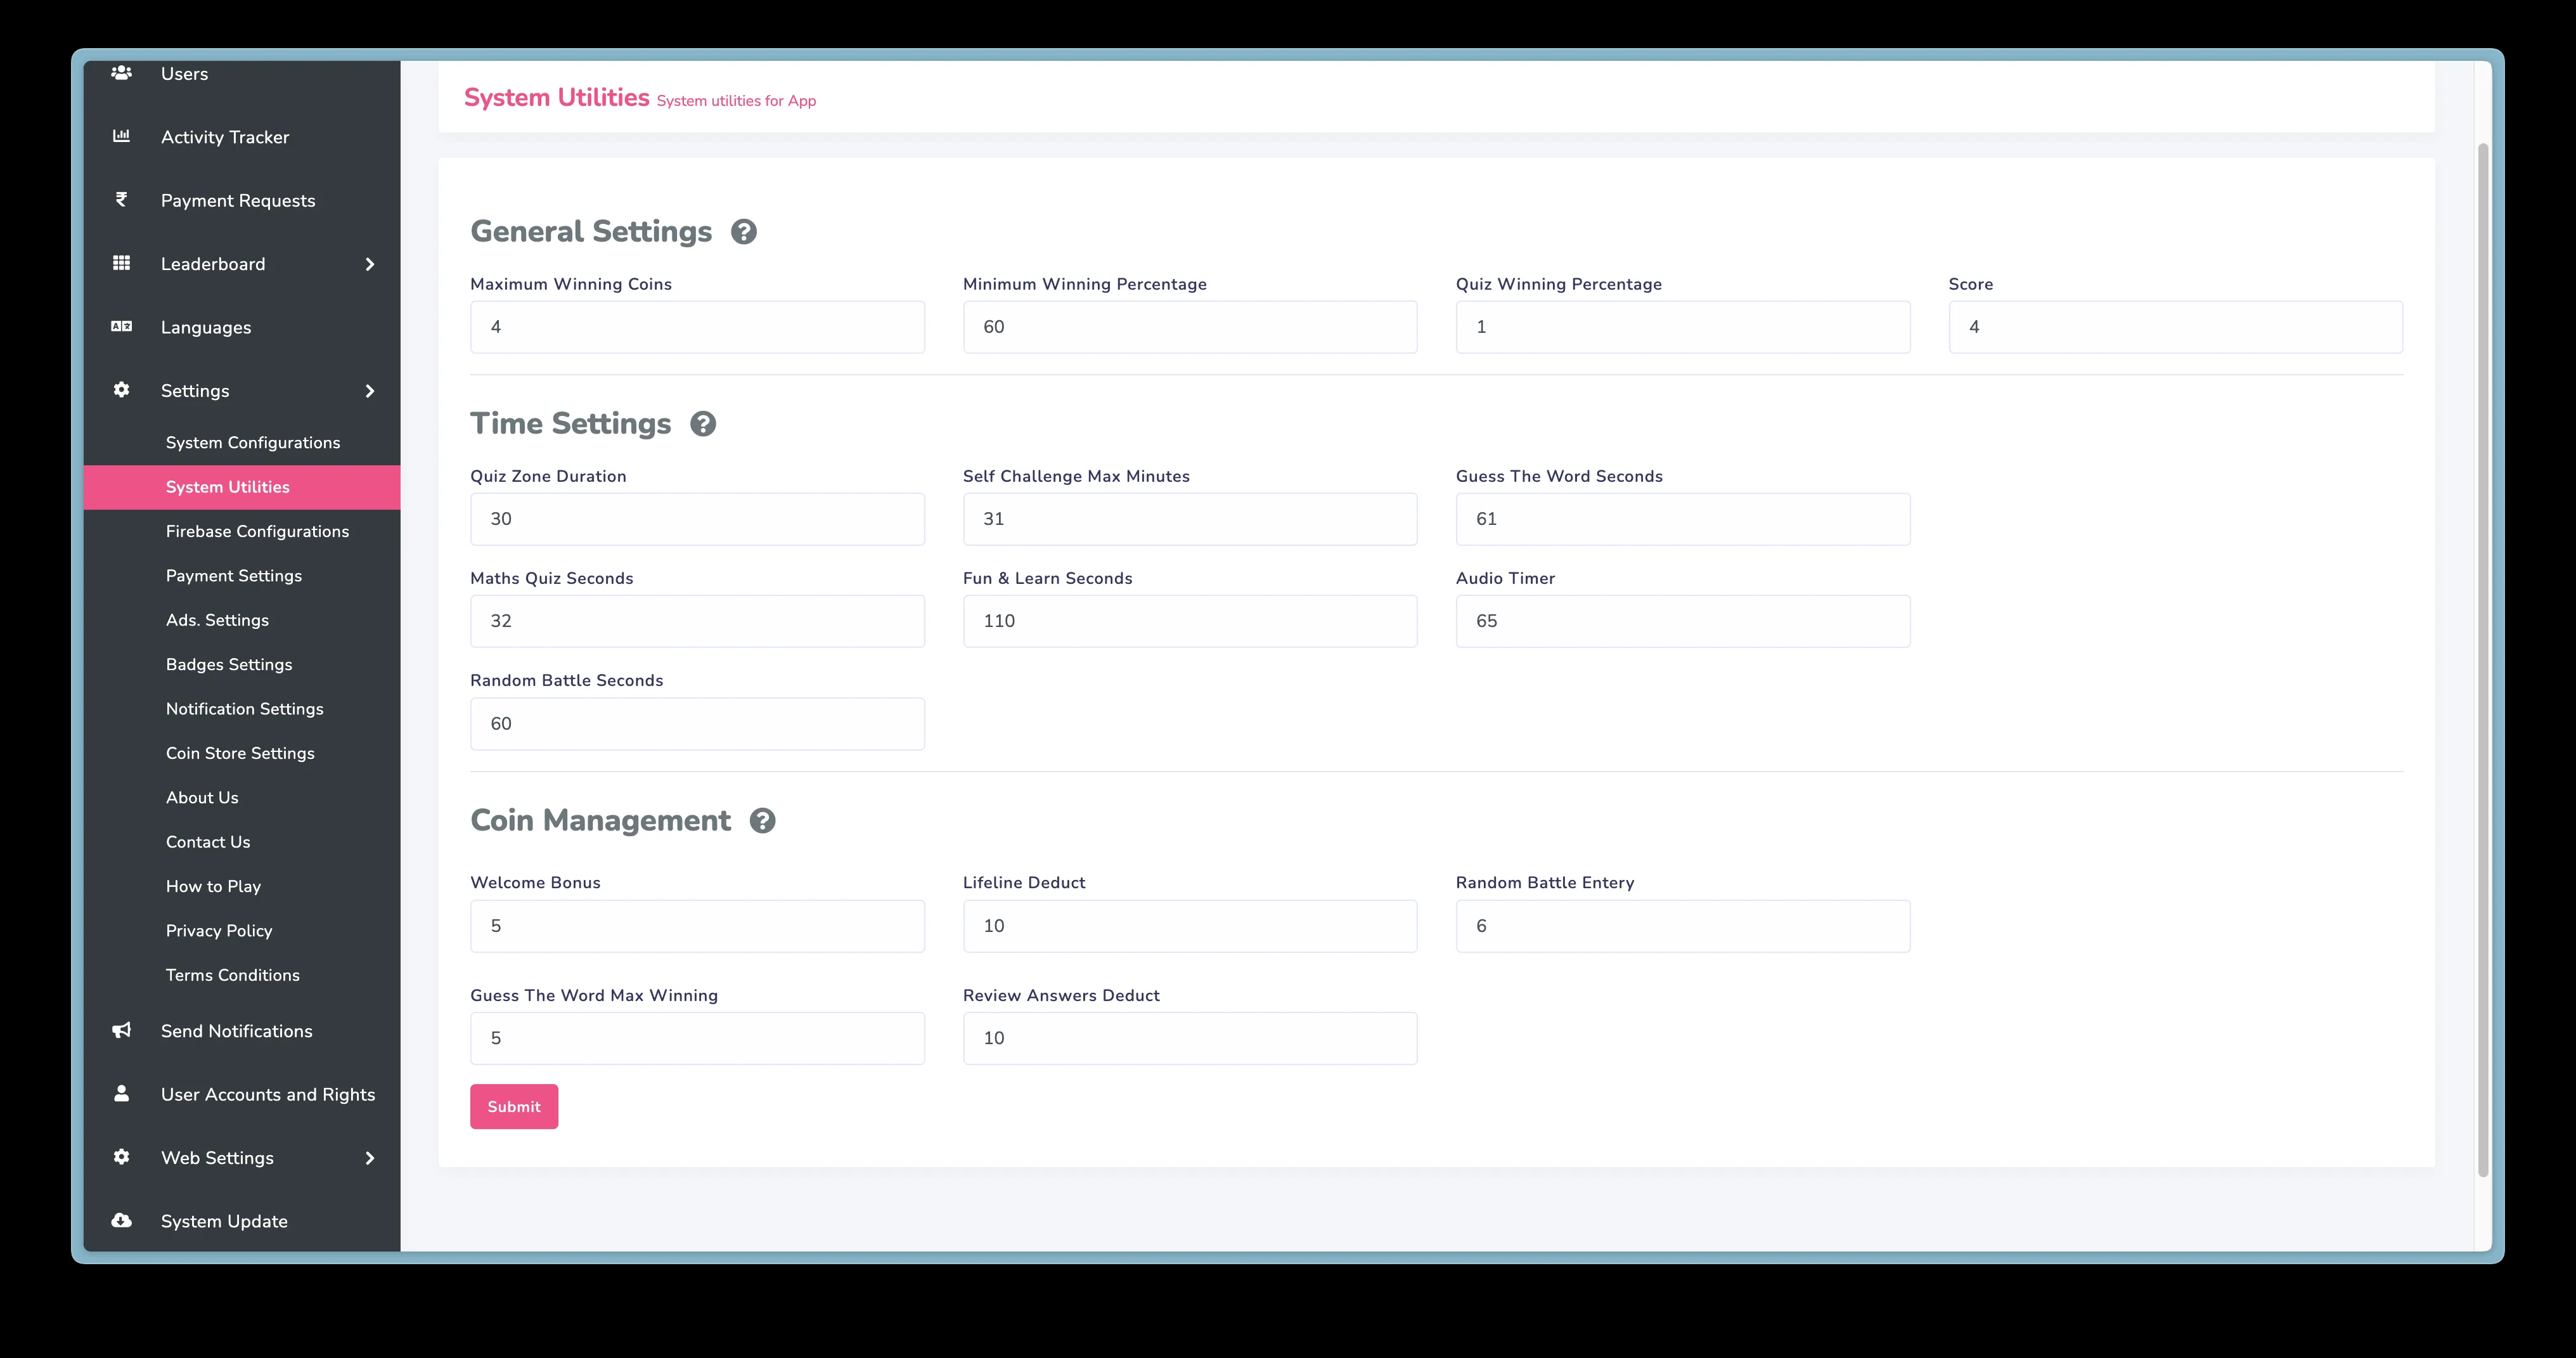 Users
Activity Tracker
Payment Requests
Leaderboard
Languages
Settings
System Configurations
System Utilities
Firebase Configurations
Payment Settings
Ads. Settings
Badges Settings
Notification Settings
Coin Store Settings
About Us
Contact Us
How to Play
Privacy Policy
Terms Conditions
Send Notifications
User Accounts and Rights
Web Settings
System Update
System Utilities System utilities for App
General Settings
Maximum Winning Coins Minimum Winning Percentage Quiz Winning Percentage Score
4 60 1 4
Time Settings
Quiz Zone Duration Self Challenge Max Minutes Guess The Word Seconds
30 31 61
Maths Quiz Seconds Fun & Learn Seconds Audio Timer
32 110 65
Random Battle Seconds
60
Coin Management
Welcome Bonus Lifeline Deduct Random Battle Entery
5 10 6
Guess The Word Max Winning Review Answers Deduct
5 10
Submit